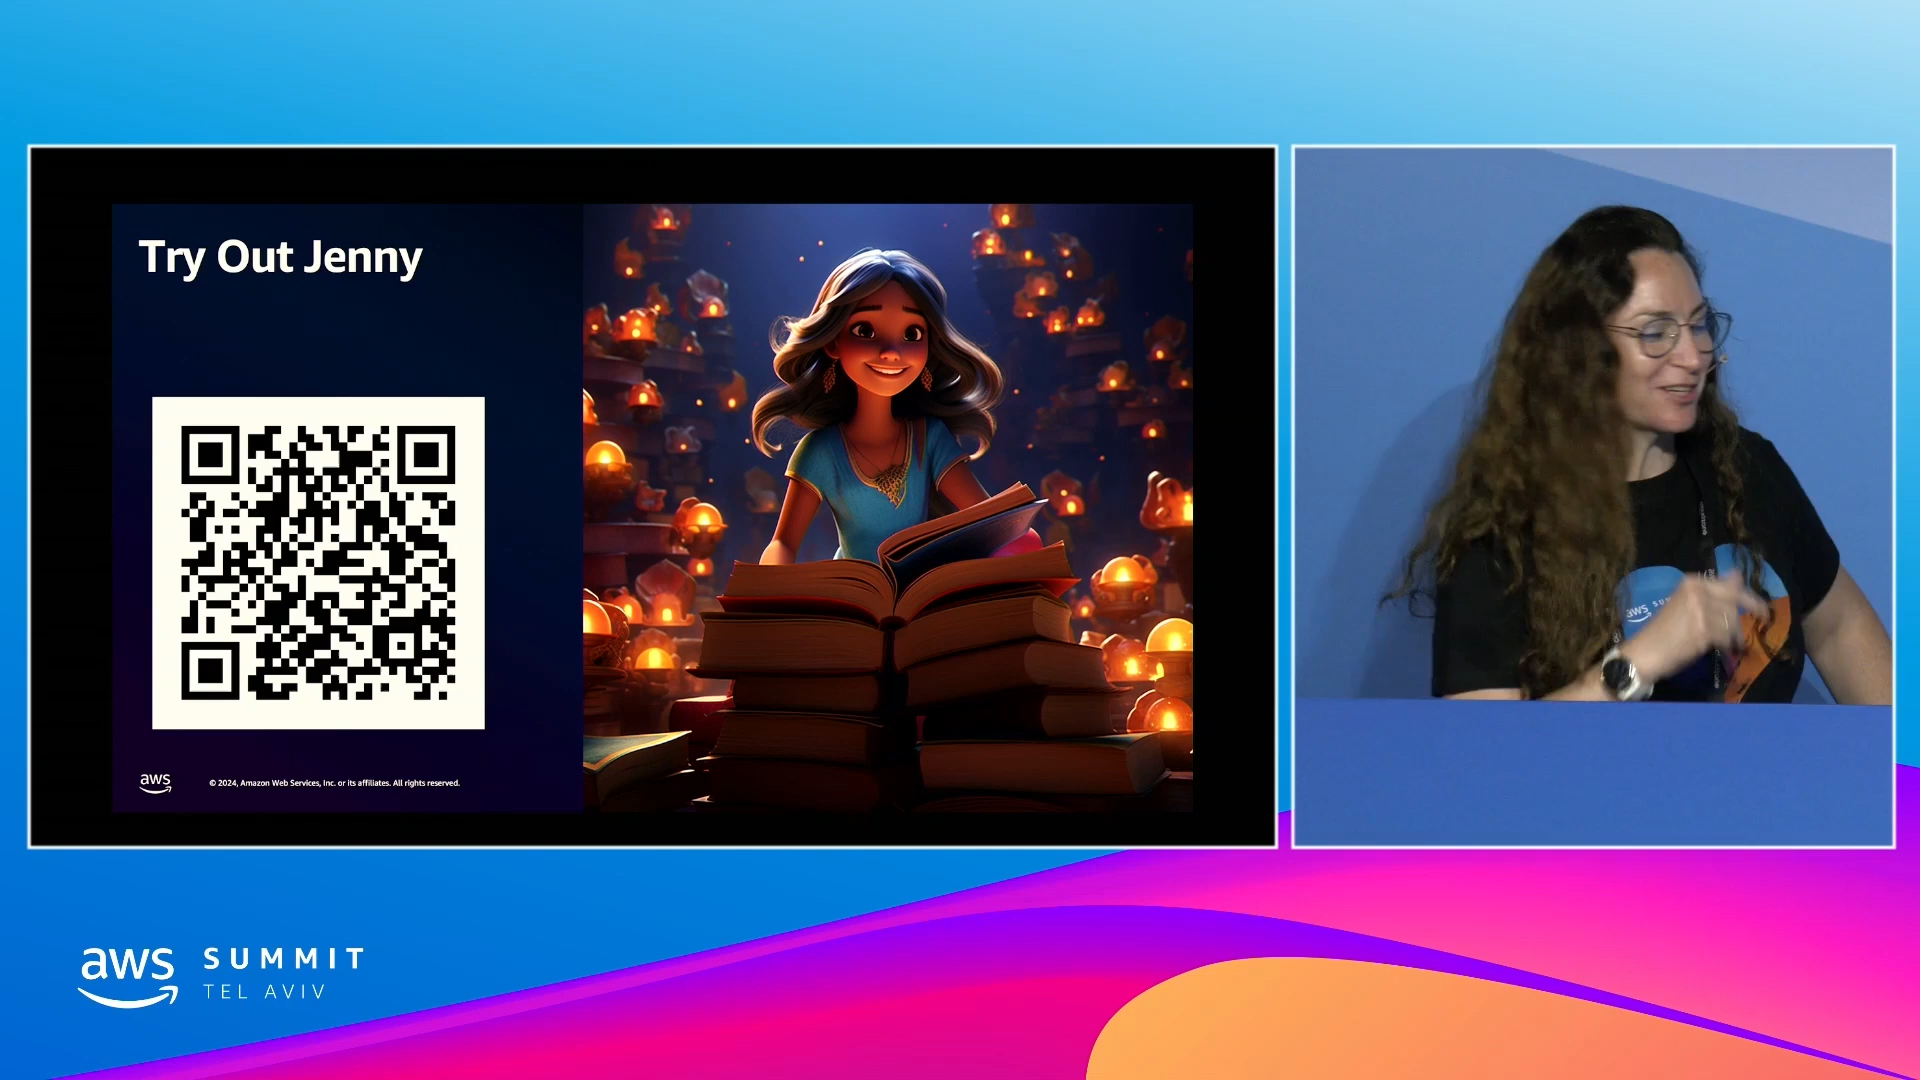 Try Out Jenny
aws
© 2024, Amazon Web Services, Inc. or its affiliates. All rights reserved.
aws
aws SUMMIT
TEL AVIV